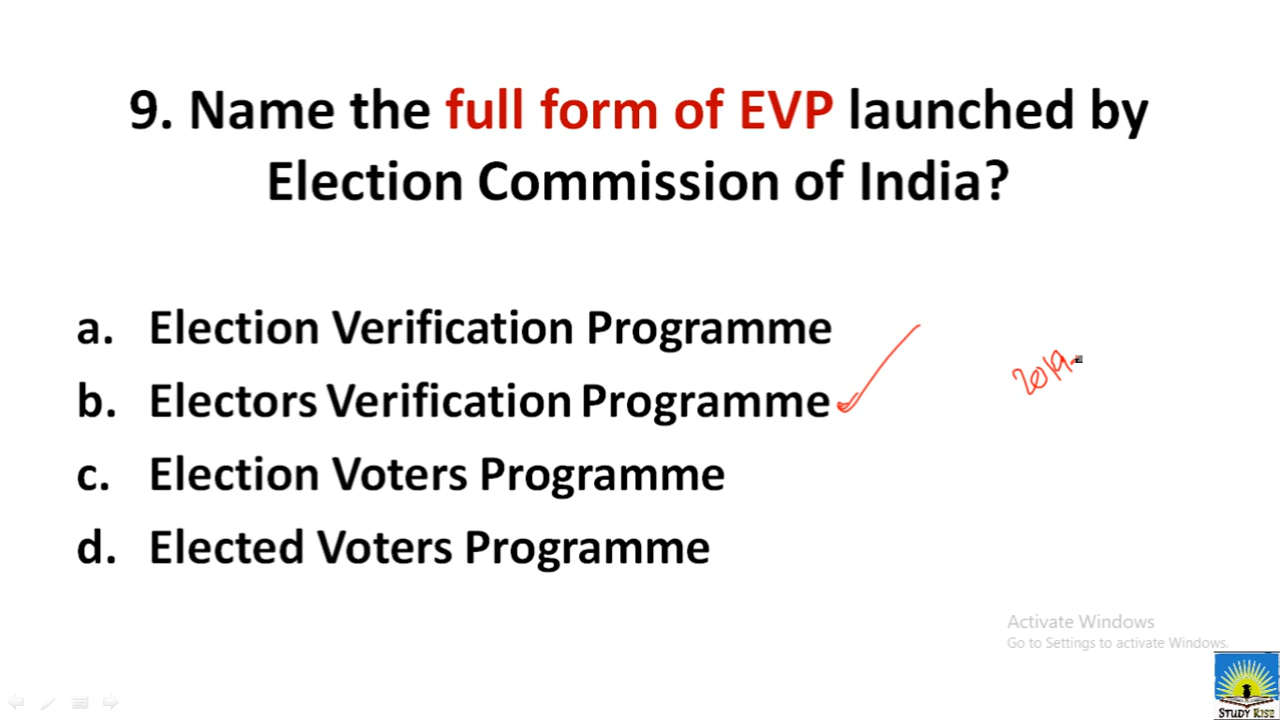 9. Name the full form of EVP launched by
Election Commission of India?
a. Election Verification Programme
b. Electors Verification Programme
2019
c. Election Voters Programme
d. Elected Voters Programme
Activate Windows
Go to Settings to activate Windows.
STUDY RISE